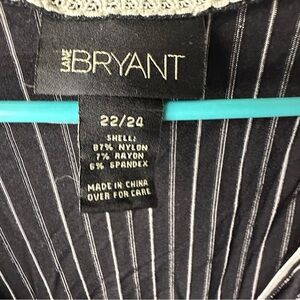 LANE BRYANT
22/24
SHELL:
87% NYLON
7% RAYON
6% SPANDEX
MADE IN CHINA
OVER FOR CARE